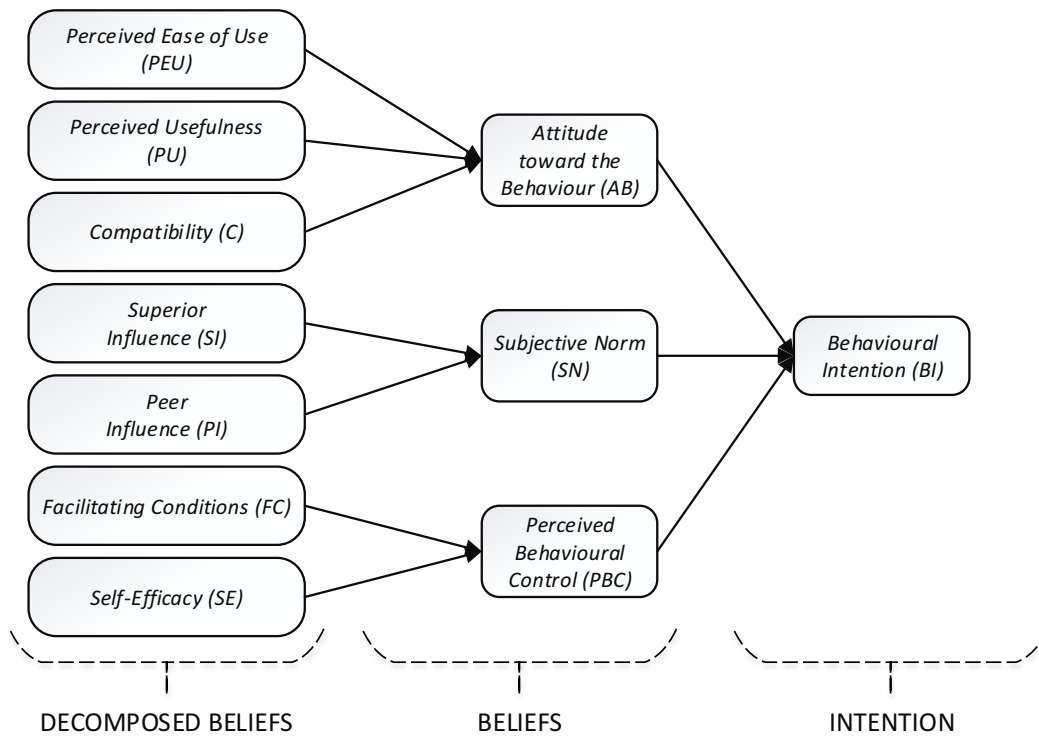 Perceived Ease of Use
(PEU)
Perceived Usefulness
(PU)
Compatibility (C)
Superior
Influence (SI)
Peer
Influence (PI)
Facilitating Conditions (FC)
Self-Efficacy (SE)
Attitude
toward the
Behaviour (AB)
Subjective Norm
(SN)
Perceived
Behavioural
Control (PBC)
Behavioural
Intention (BI)
DECOMPOSED BELIEFS
BELIEFS
INTENTION